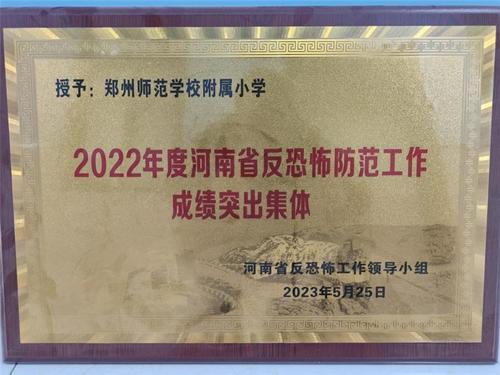 授予：郑州师范学校附属小学
2022年度河南省反恐怖防范工作
成绩突出集体
河南省反恐怖工作领导小组
2023年5月25日